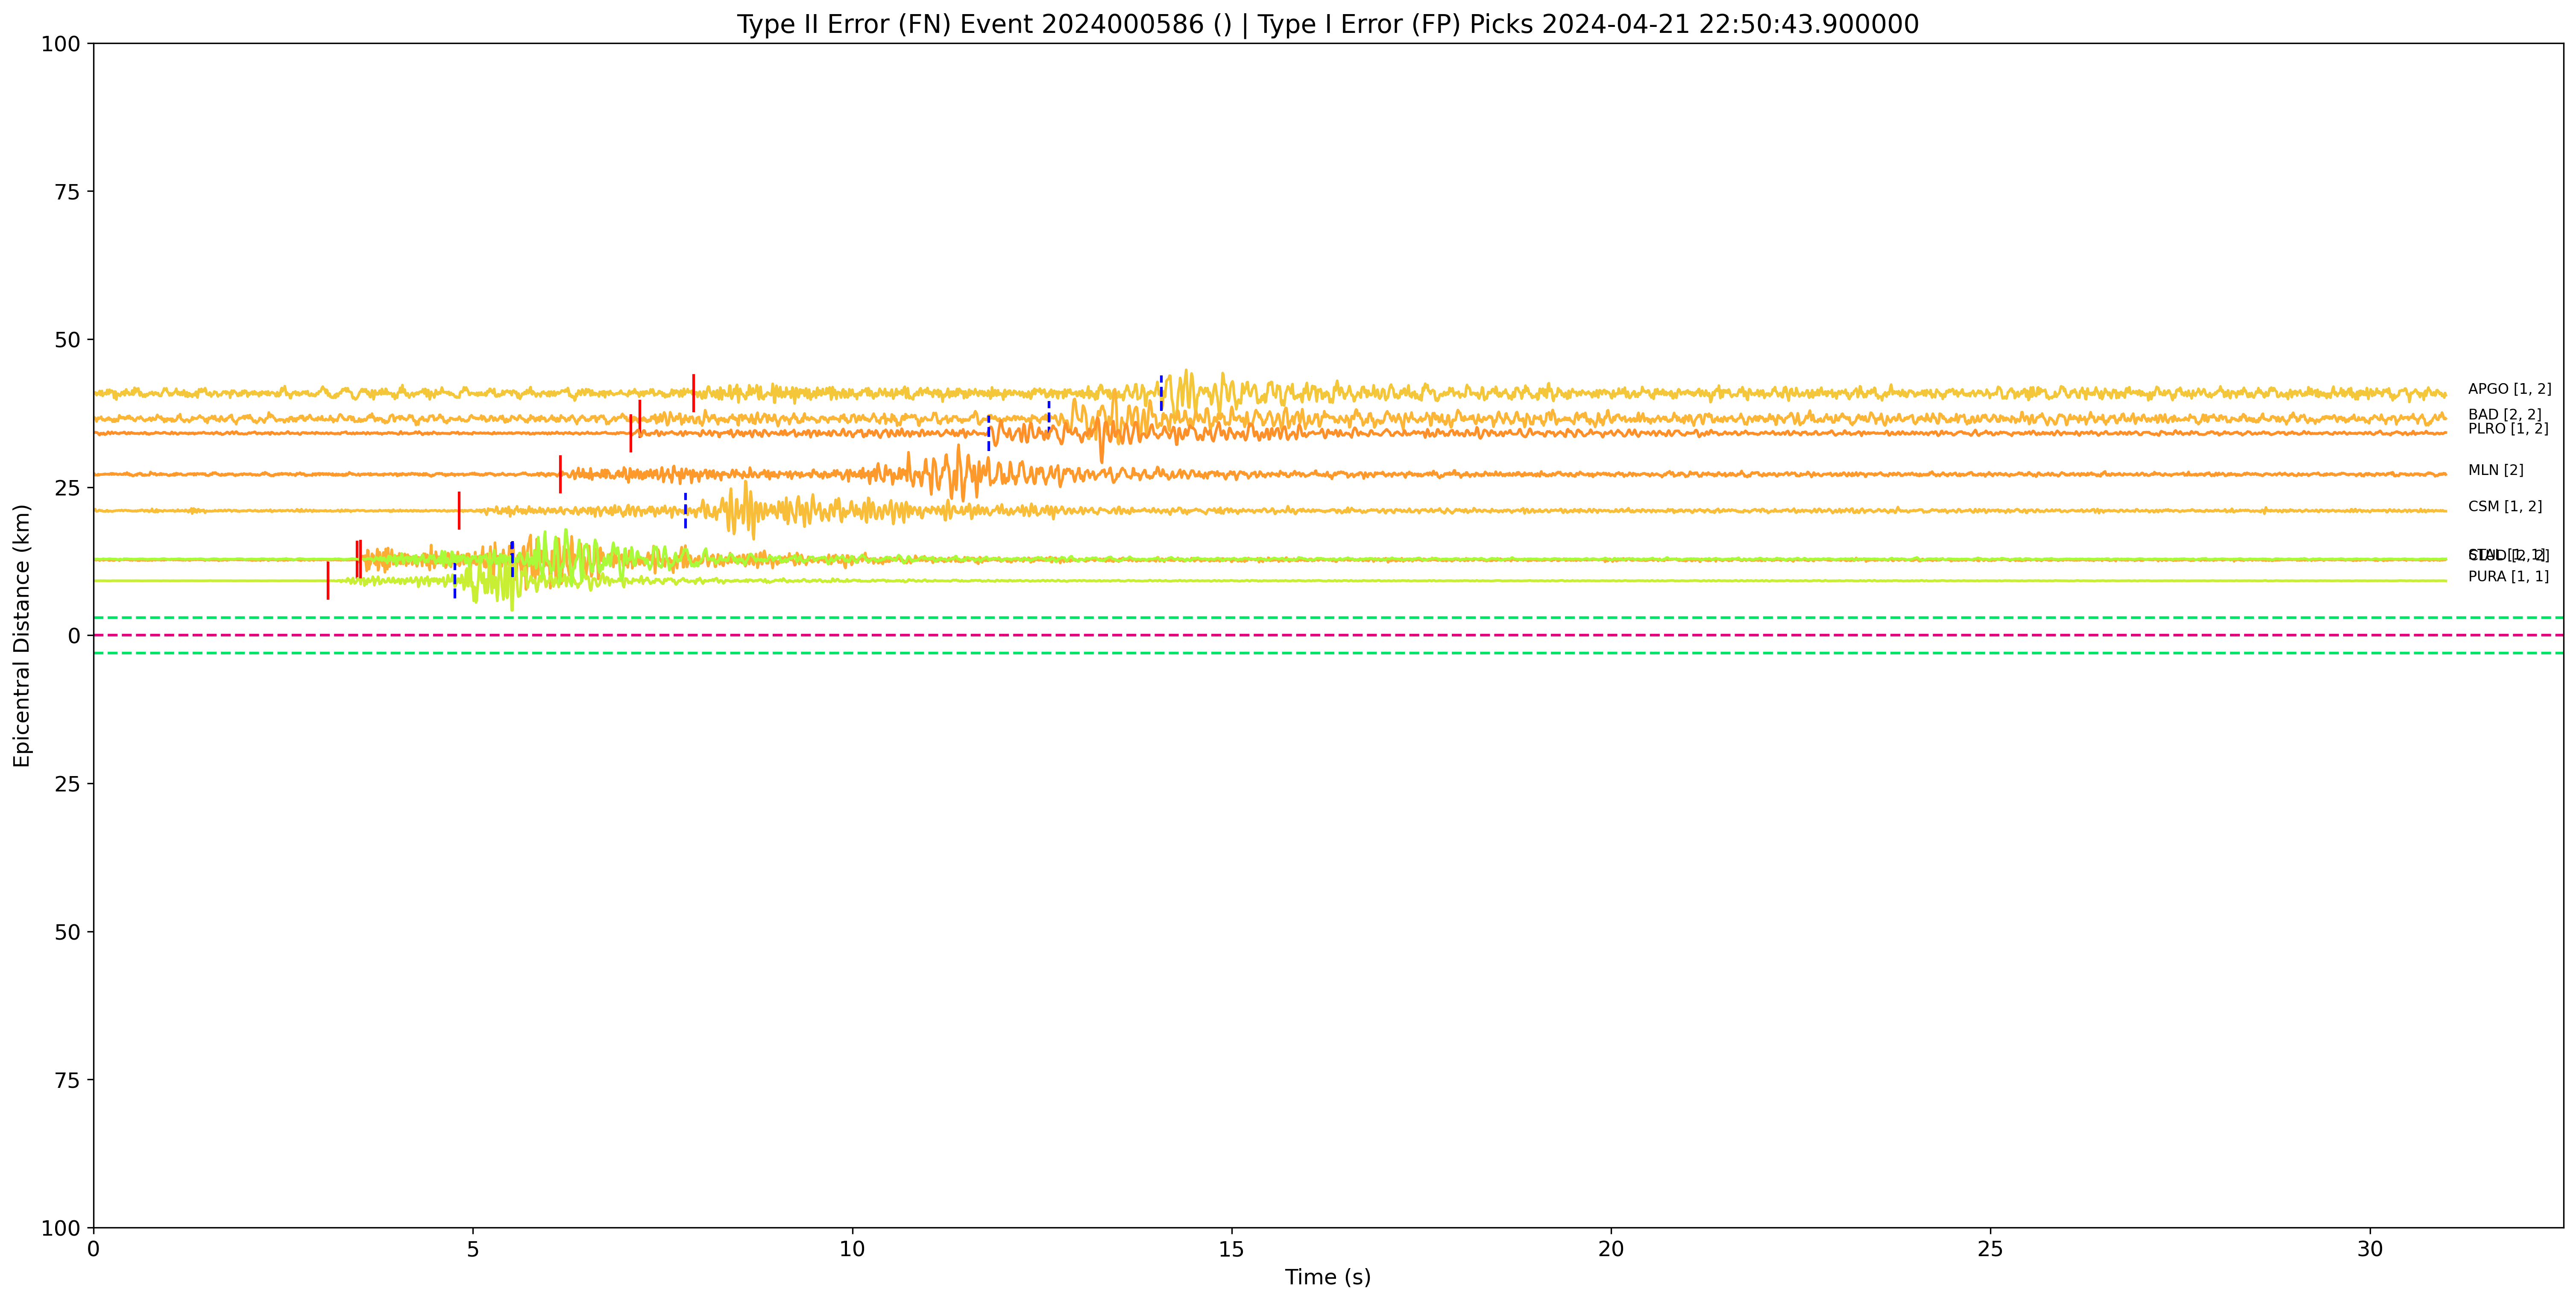 Type II Error (FN) Event 2024000586 () | Type I Error (FP) Picks 2024-04-21 22:50:43.900000
100
75
50
25
0
25
50
75
100
Epicentral Distance (km)
APGO [1, 2]
BAD [2, 2]
PLRO [1, 2]
MLN [2]
CSM [1, 2]
PURA [1, 1]
0
5
10
15
20
25
30
Time (s)